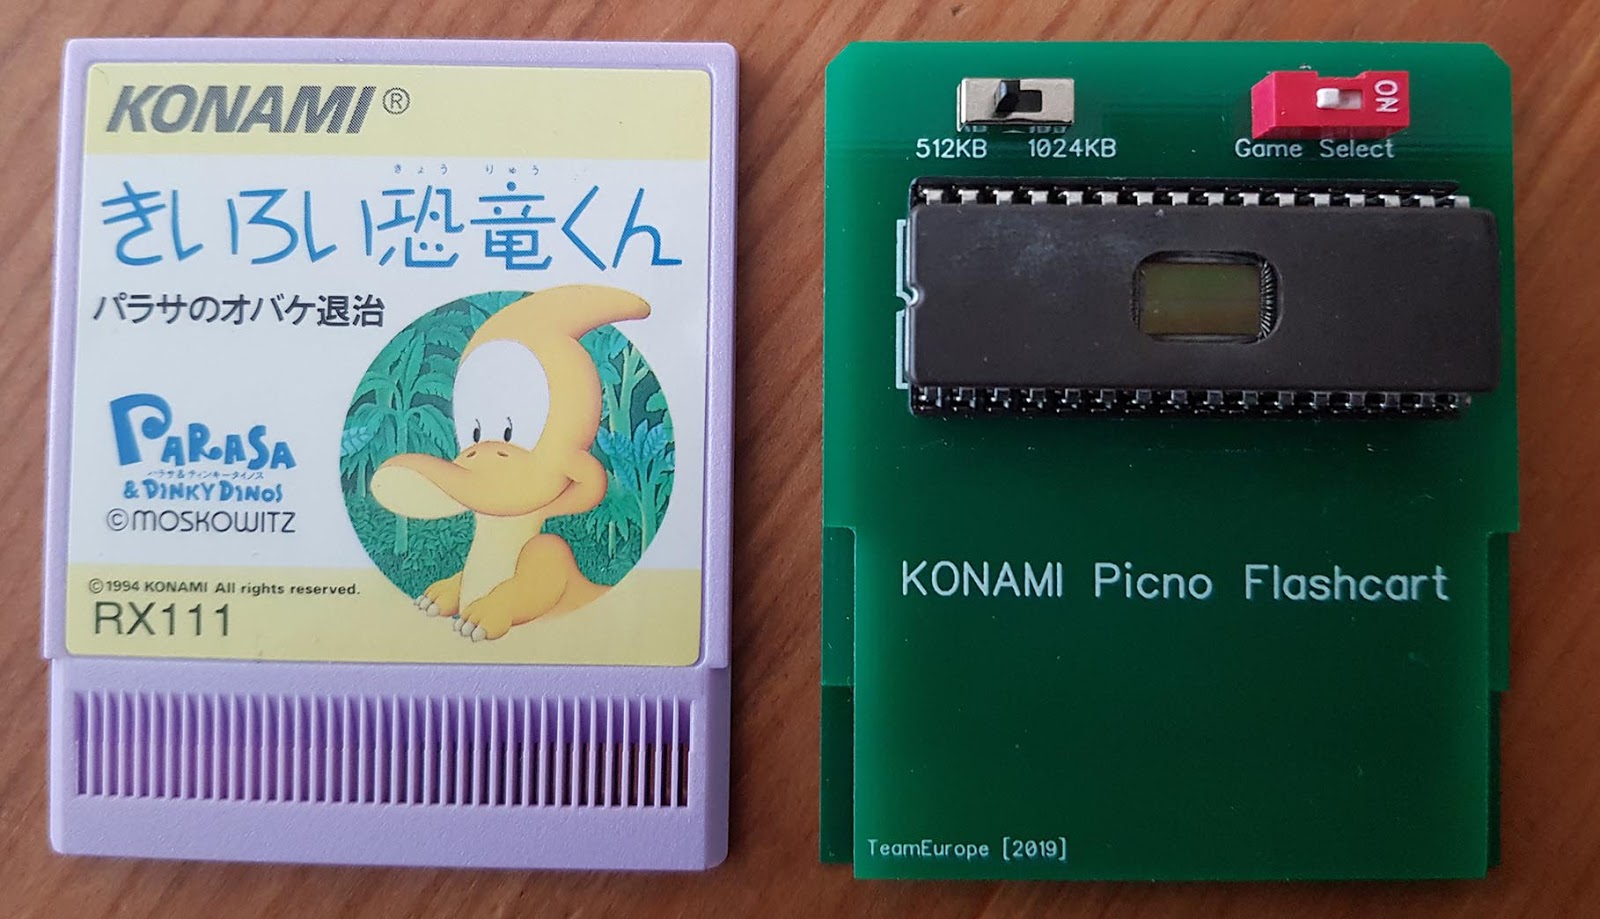 KONAMI®
きょう りゅう
きいろい恐竜くん
パラサのオバケ退治
PARASA
パラサ&ディンキーダイノス
& DINKY DINOS
©MOSKOWITZ
©1994 KONAMI All rights reserved.
RX111
ON
512KB 1024KB
Game Select
KONAMI Picno Flashcart
TeamEurope [2019]